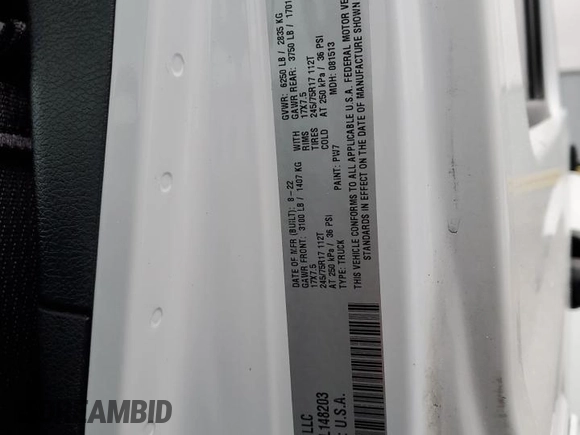 LLC
DATE OF MFR (BUILT): 8-22 GVWR: 6250 LB / 2835 KG
GAWR FRONT: 3100 LB / 1407 KG WITH GAWR REAR: 3750 LB / 1701
17X7.5 RIMS 17X7.5
245/75R17 112T TIRES 245/75R17 112T
AT 250 kPa / 36 PSI COLD AT 250 kPa / 36 PSI
148203 TYPE: TRUCK PAINT: PW7 MDH: 081513
THIS VEHICLE CONFORMS TO ALL APPLICABLE U.S.A. FEDERAL MOTOR VE
U.S.A. STANDARDS IN EFFECT ON THE DATE OF MANUFACTURE SHOWN